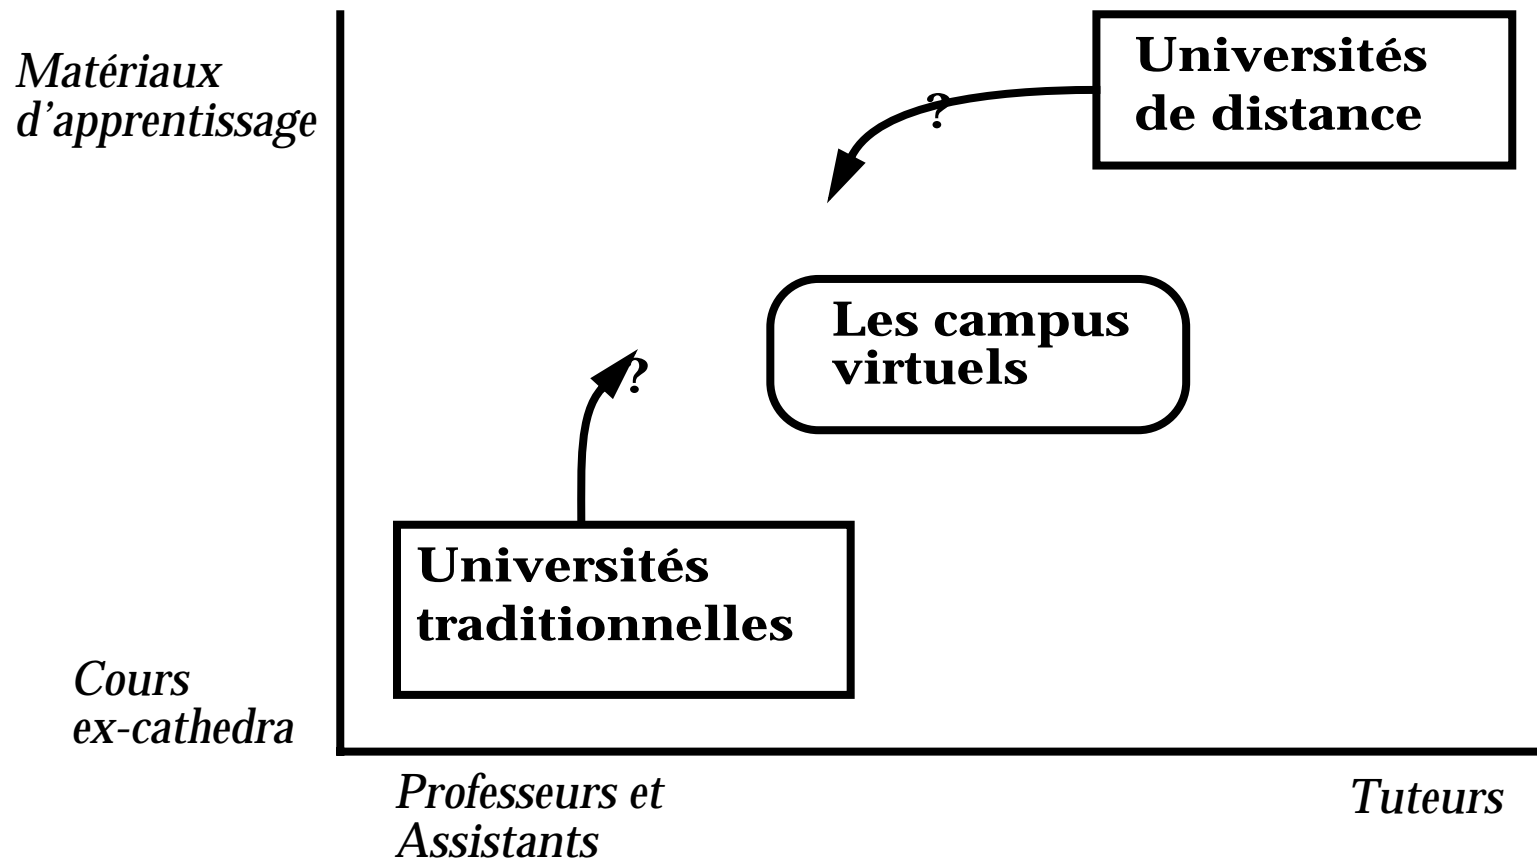 Matériaux
d'apprentissage
Universités
de distance
?
Les campus
virtuels
?
Universités
traditionnelles
Cours
ex-cathedra
Professeurs et
Assistants
Tuteurs